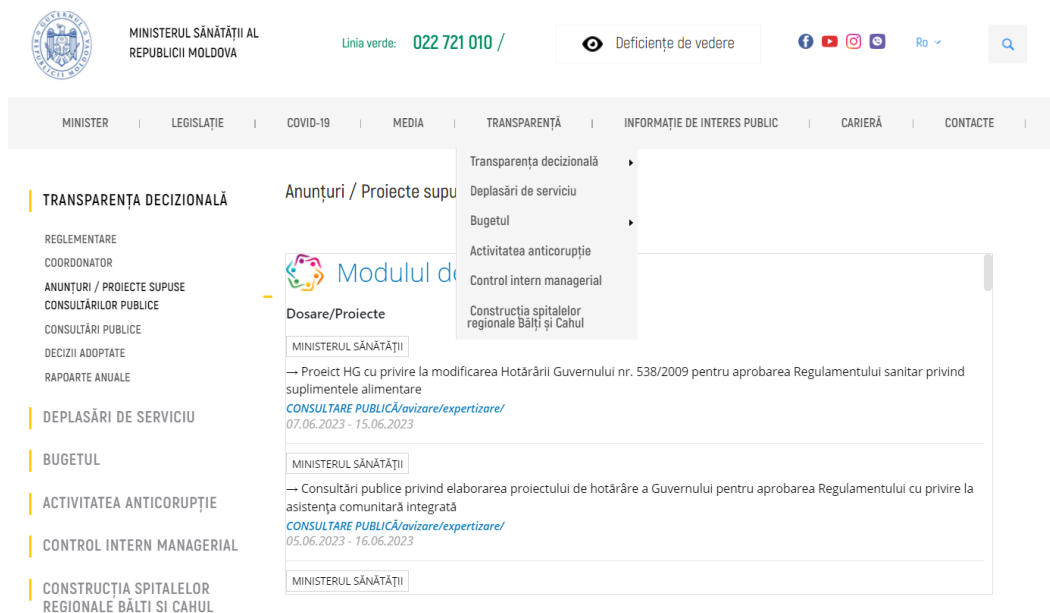 MINISTERUL SĂNĂTĂȚII AL
REPUBLICII MOLDOVA
Linia verde: 022 721 010 /
Deficiențe de vedere
Ro
MINISTER | LEGISLAȚIE | COVID-19 | MEDIA | TRANSPARENȚĂ | INFORMAȚIE DE INTERES PUBLIC | CARIERĂ | CONTACTE |
Transparența decizională
Deplasări de serviciu
Bugetul
Activitatea anticorupție
Control intern managerial
Construcția spitalelor
regionale Bălți și Cahul
TRANSPARENȚA DECIZIONALĂ
REGLEMENTARE
COORDONATOR
ANUNȚURI / PROIECTE SUPUSE
CONSULTĂRILOR PUBLICE
CONSULTĂRI PUBLICE
DECIZII ADOPTATE
RAPOARTE ANUALE
DEPLASĂRI DE SERVICIU
BUGETUL
ACTIVITATEA ANTICORUPȚIE
CONTROL INTERN MANAGERIAL
CONSTRUCȚIA SPITALELOR
REGIONALE BĂLȚI ȘI CAHUL
Anunțuri / Proiecte supu
Modulul de
Dosare/Proiecte
MINISTERUL SĂNĂTĂŢII
→ Proeict HG cu privire la modificarea Hotărârii Guvernului nr. 538/2009 pentru aprobarea Regulamentului sanitar privind
suplimentele alimentare
CONSULTARE PUBLICĂ/avizare/expertizare/
07.06.2023 - 15.06.2023
MINISTERUL SĂNĂTĂŢII
→ Consultări publice privind elaborarea proiectului de hotărâre a Guvernului pentru aprobarea Regulamentului cu privire la
asistența comunitară integrată
CONSULTARE PUBLICĂ/avizare/expertizare/
05.06.2023 - 16.06.2023
MINISTERUL SĂNĂTĂŢII